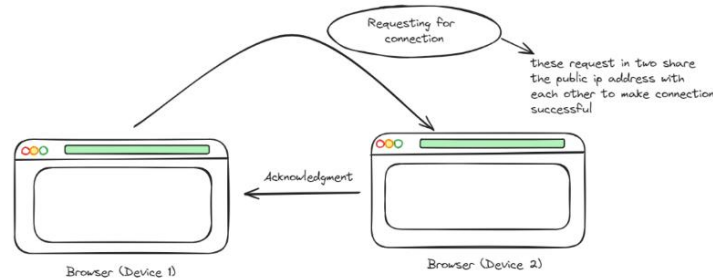 Requesting for
connection
these request in two share
the public ip address with
each other to make connection
successful
Acknowledgment
Browser (Device 1)
Browser (Device 2)